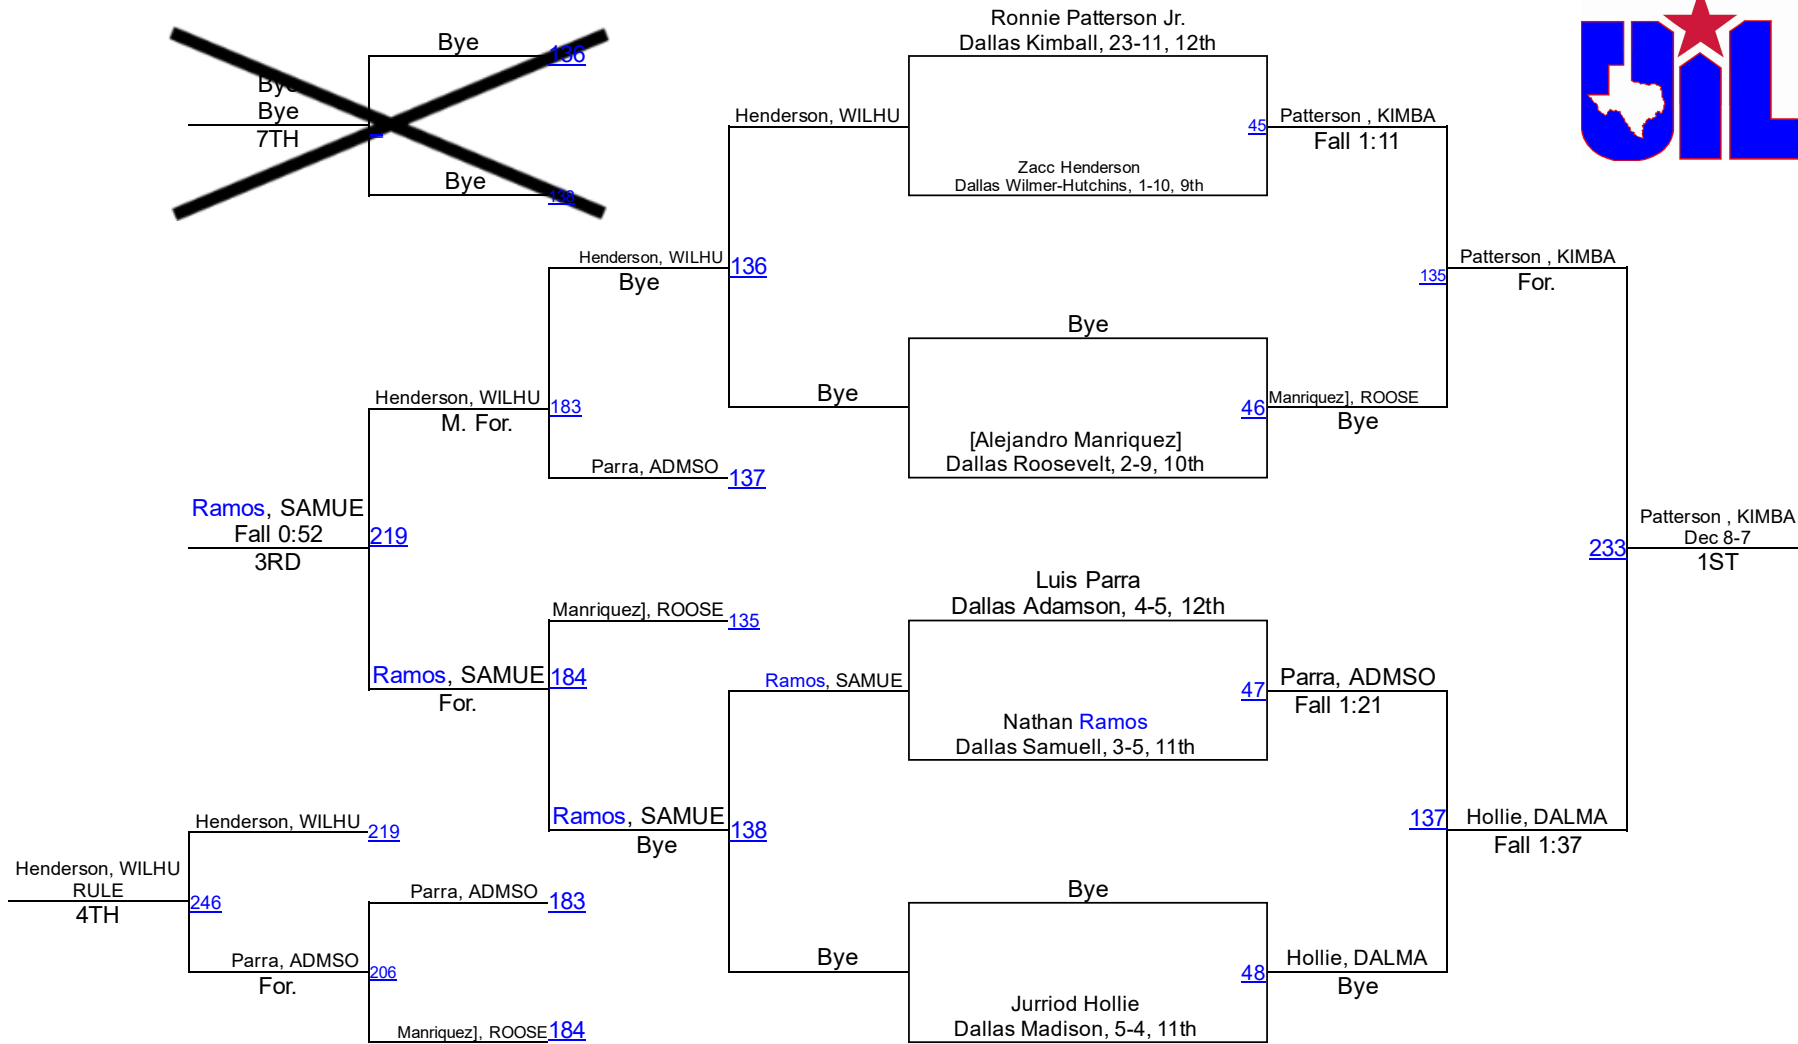 Bye
136
Bye
Bye
7TH
Bye
138
Ronnie Patterson Jr.
Dallas Kimball, 23-11, 12th
UIL
Henderson, WILHU
45
Patterson , KIMBA
Fall 1:11
Zacc Henderson
Dallas Wilmer-Hutchins, 1-10, 9th
Henderson, WILHU
136
Bye
135
Patterson , KIMBA
For.
Bye
Henderson, WILHU
183
M. For.
Bye
46
Manriquez], ROOSE
Bye
[Alejandro Manriquez]
Dallas Roosevelt, 2-9, 10th
Parra, ADMSO
137
Ramos, SAMUE
Fall 0:52
219
3RD
233
Patterson , KIMBA
Dec 8-7
1ST
Luis Parra
Dallas Adamson, 4-5, 12th
Manriquez], ROOSE
135
Ramos, SAMUE
184
For.
Ramos, SAMUE
47
Parra, ADMSO
Fall 1:21
Nathan Ramos
Dallas Samuell, 3-5, 11th
Ramos, SAMUE
138
Bye
137
Hollie, DALMA
Fall 1:37
Henderson, WILHU
219
Henderson, WILHU
RULE
246
4TH
Parra, ADMSO
183
Bye
Bye
48
Hollie, DALMA
Bye
Parra, ADMSO
206
For.
Jurriod Hollie
Dallas Madison, 5-4, 11th
Manriquez], ROOSE
184